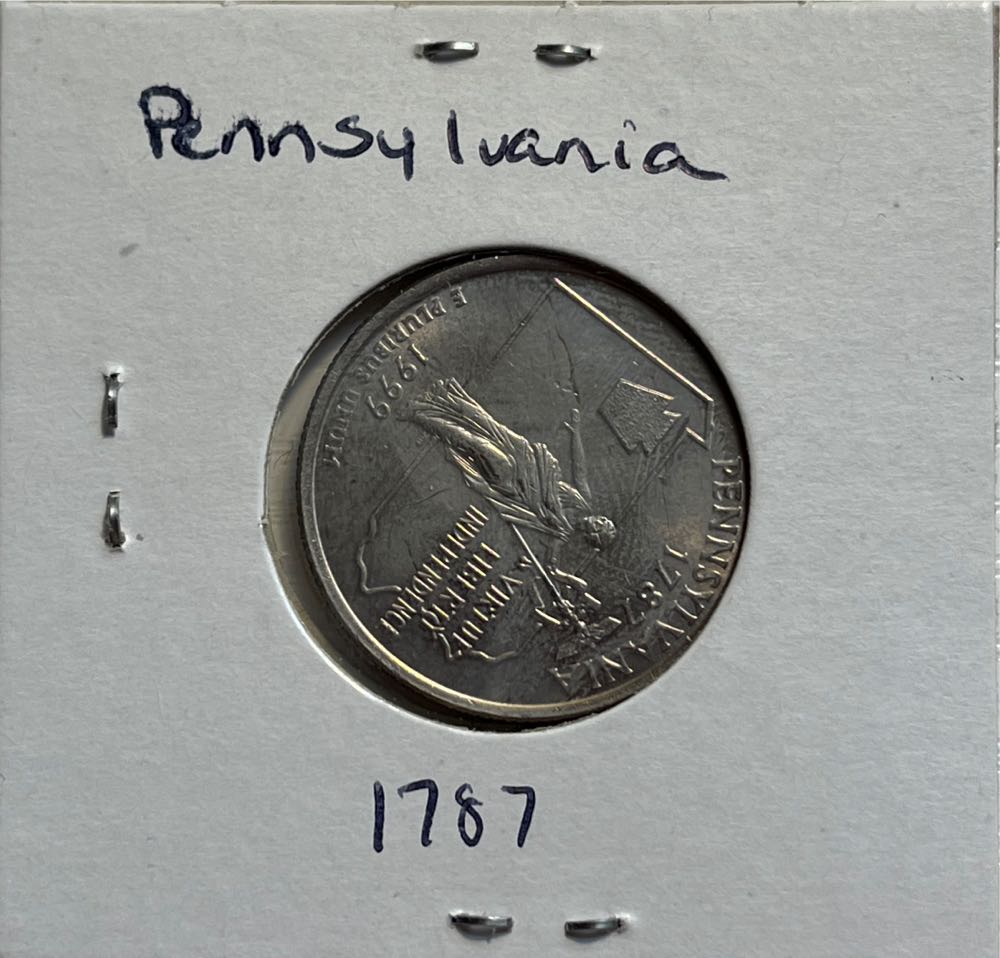 Pennsylvania
PENNSYLVANIA
1787
VIRTUE
LIBERTY
INDEPENDENCE
1999
E PLURIBUS UNUM
1787